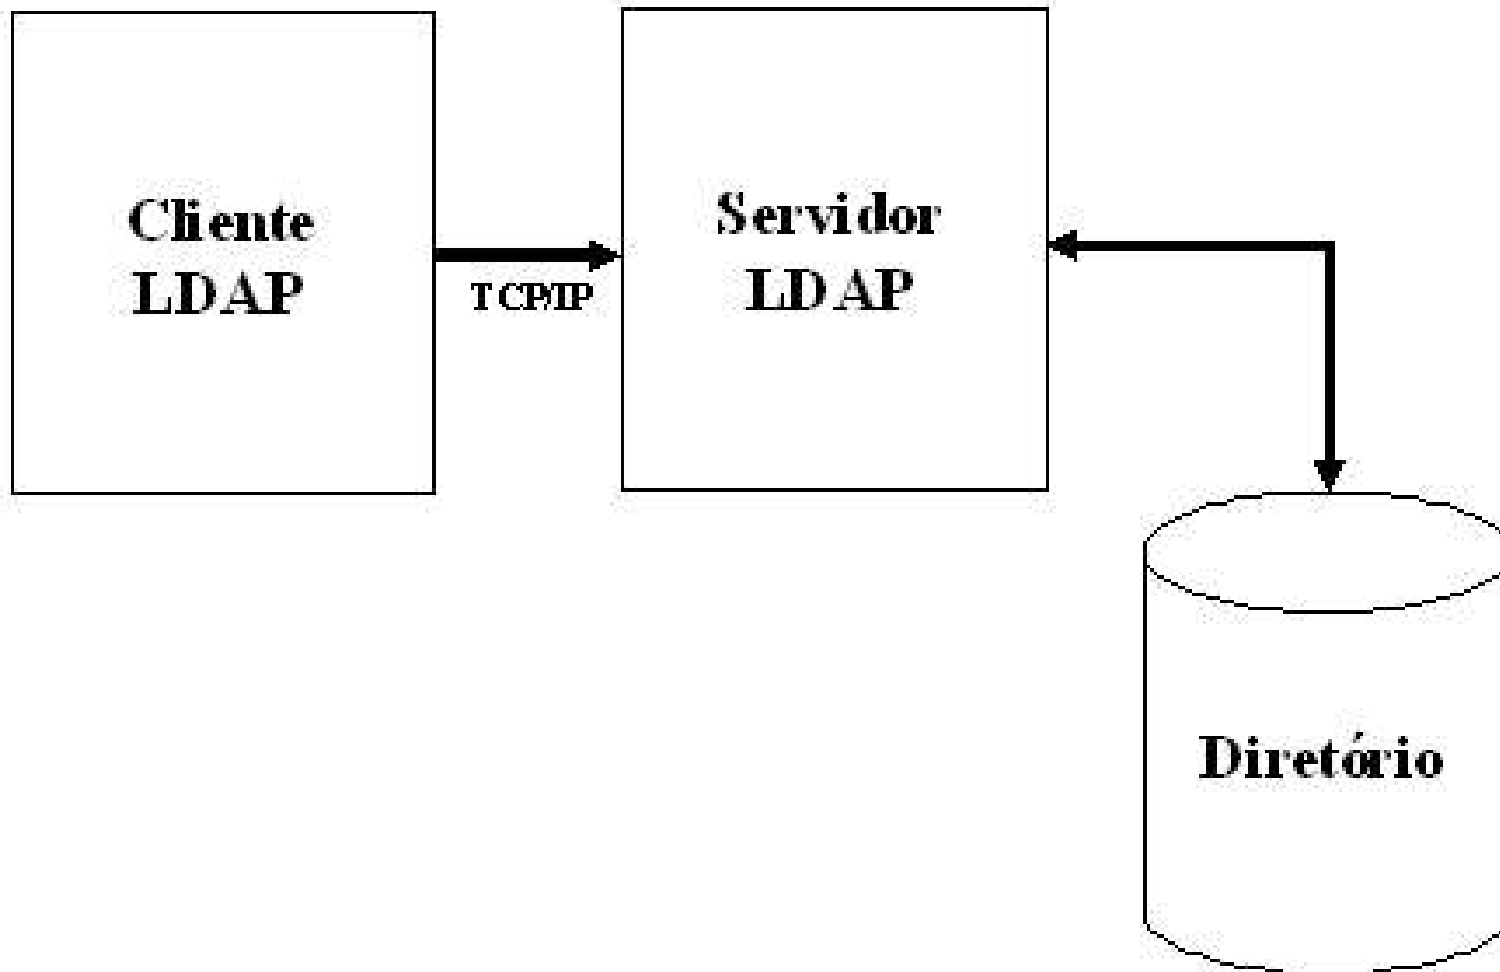 Cliente
LDAP
TCP/IP
Servidor
LDAP
Diretório